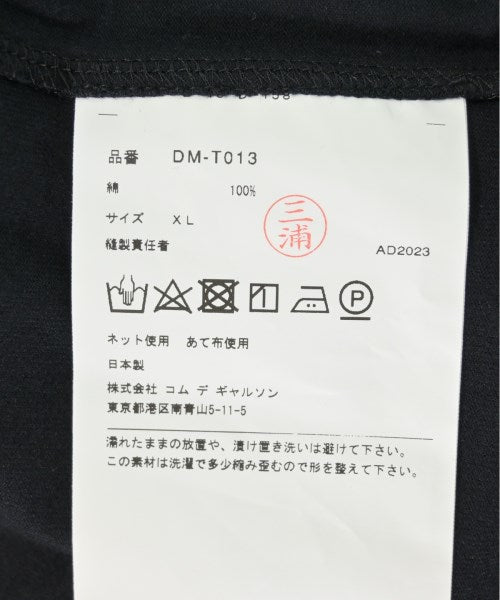 品番 DM-T013
綿 100%
サイズ XL
三浦
縫製責任者
AD2023
P
ネット使用 あて布使用
日本製
株式会社 コム デ ギャルソン
東京都港区南青山5-11-5
濡れたままの放置や、漬け置き洗いは避けて下さい。
この素材は洗濯で多少縮み歪むので形を整えて下さい。